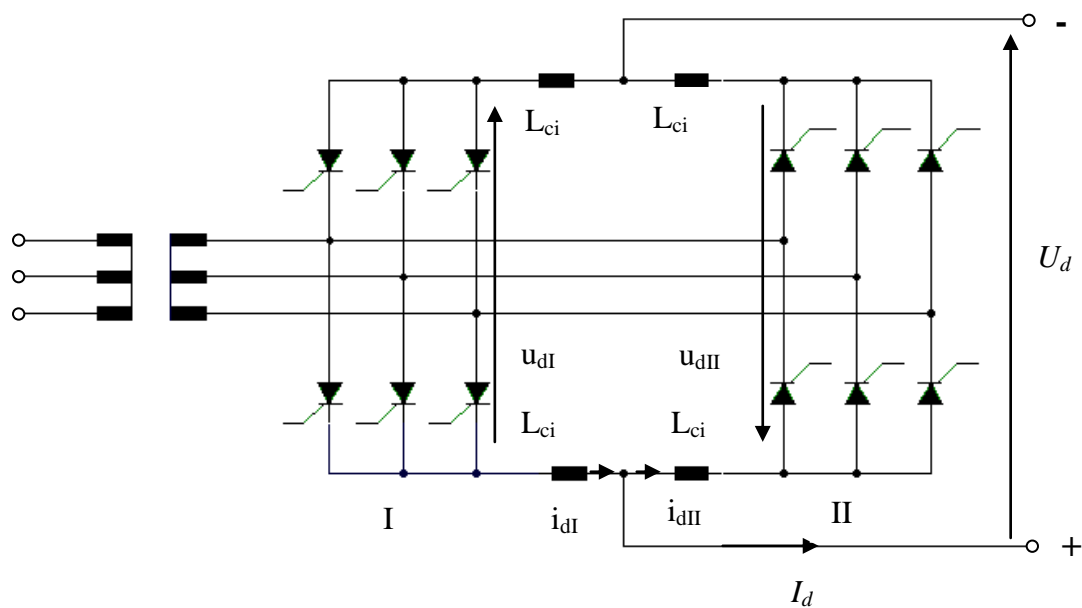 -
L_ci L_ci
U_d
u_dI u_dII
L_ci L_ci
I i_dI i_dII II
+
I_d